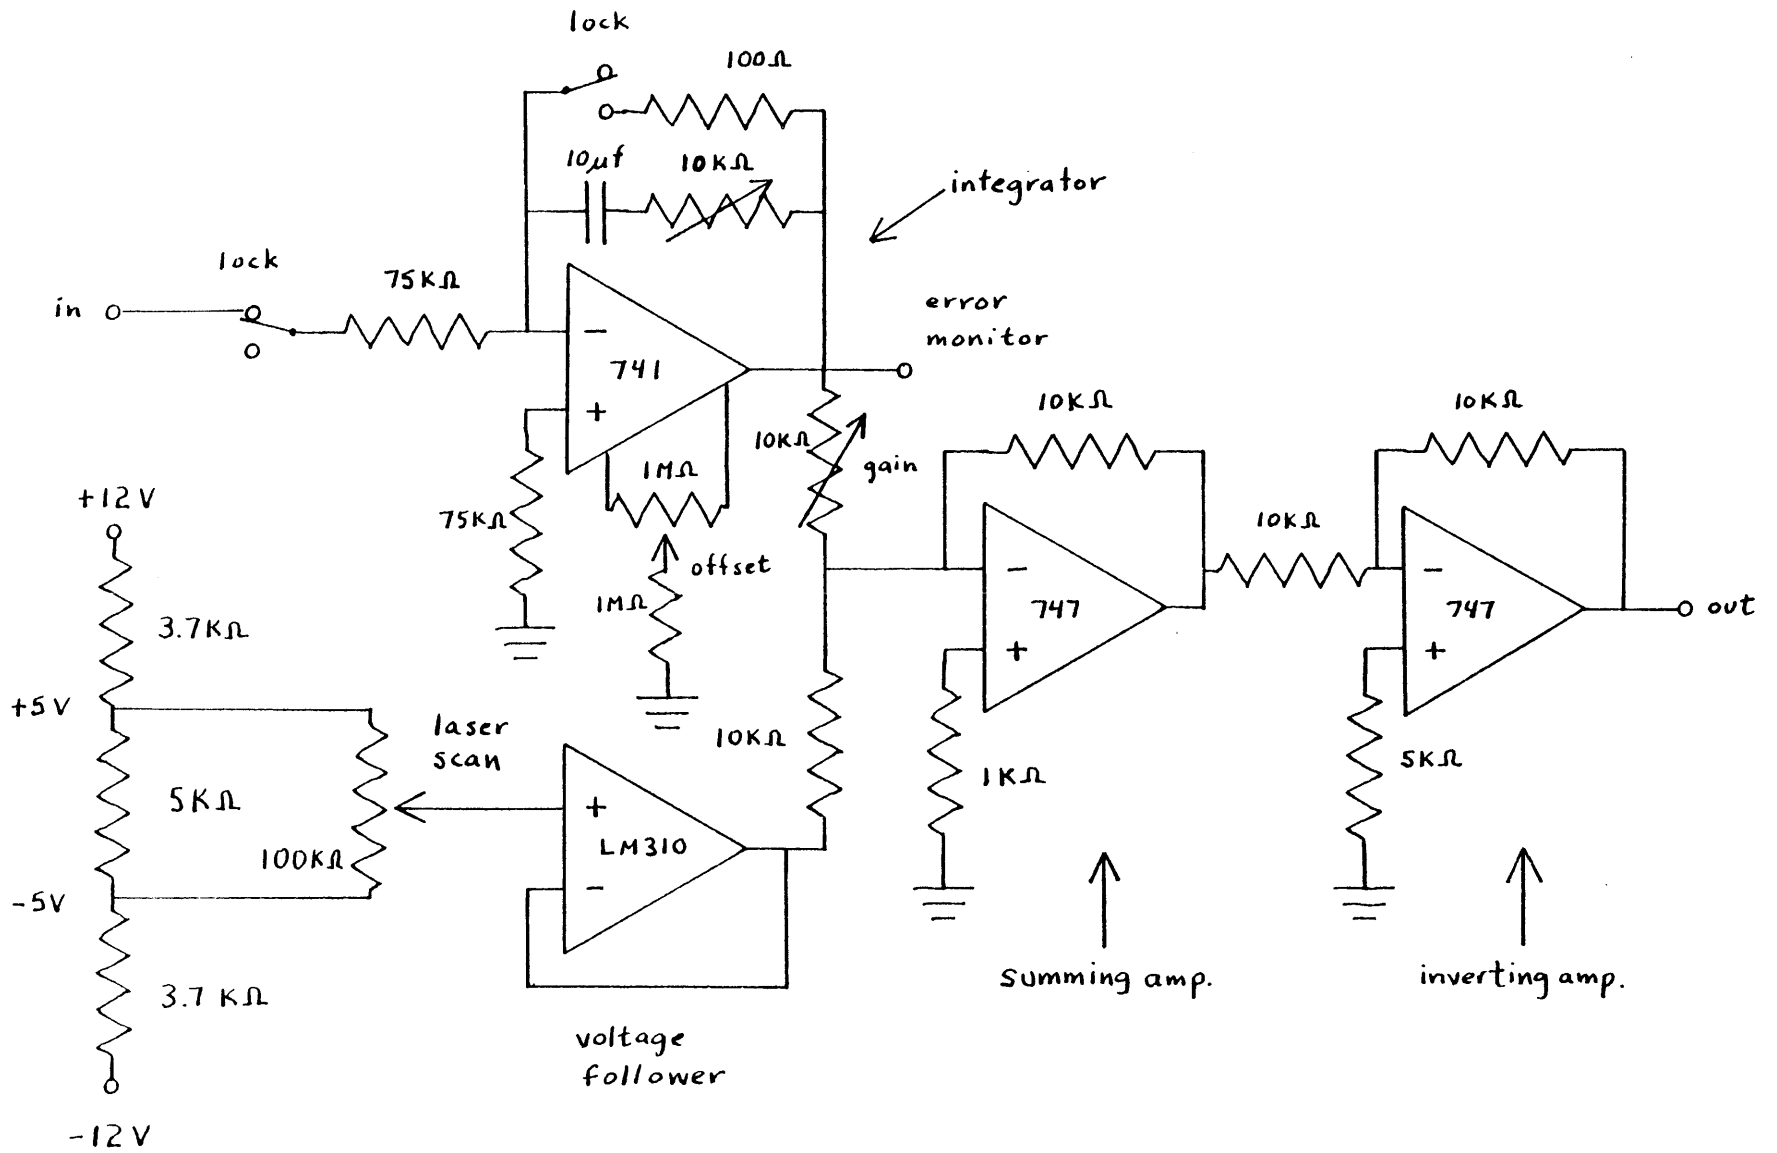 lock
100Ω
10μf
10KΩ
integrator
lock
75KΩ
in
error
monitor
−
741
+
10KΩ
gain
10KΩ
10KΩ
1MΩ
75KΩ
offset
1MΩ
−
747
+
10KΩ
−
747
+
out
+12V
3.7KΩ
+5V
5KΩ
100KΩ
-5V
3.7KΩ
-12V
laser
scan
+
LM310
−
10KΩ
1KΩ
5KΩ
voltage
follower
summing amp.
inverting amp.